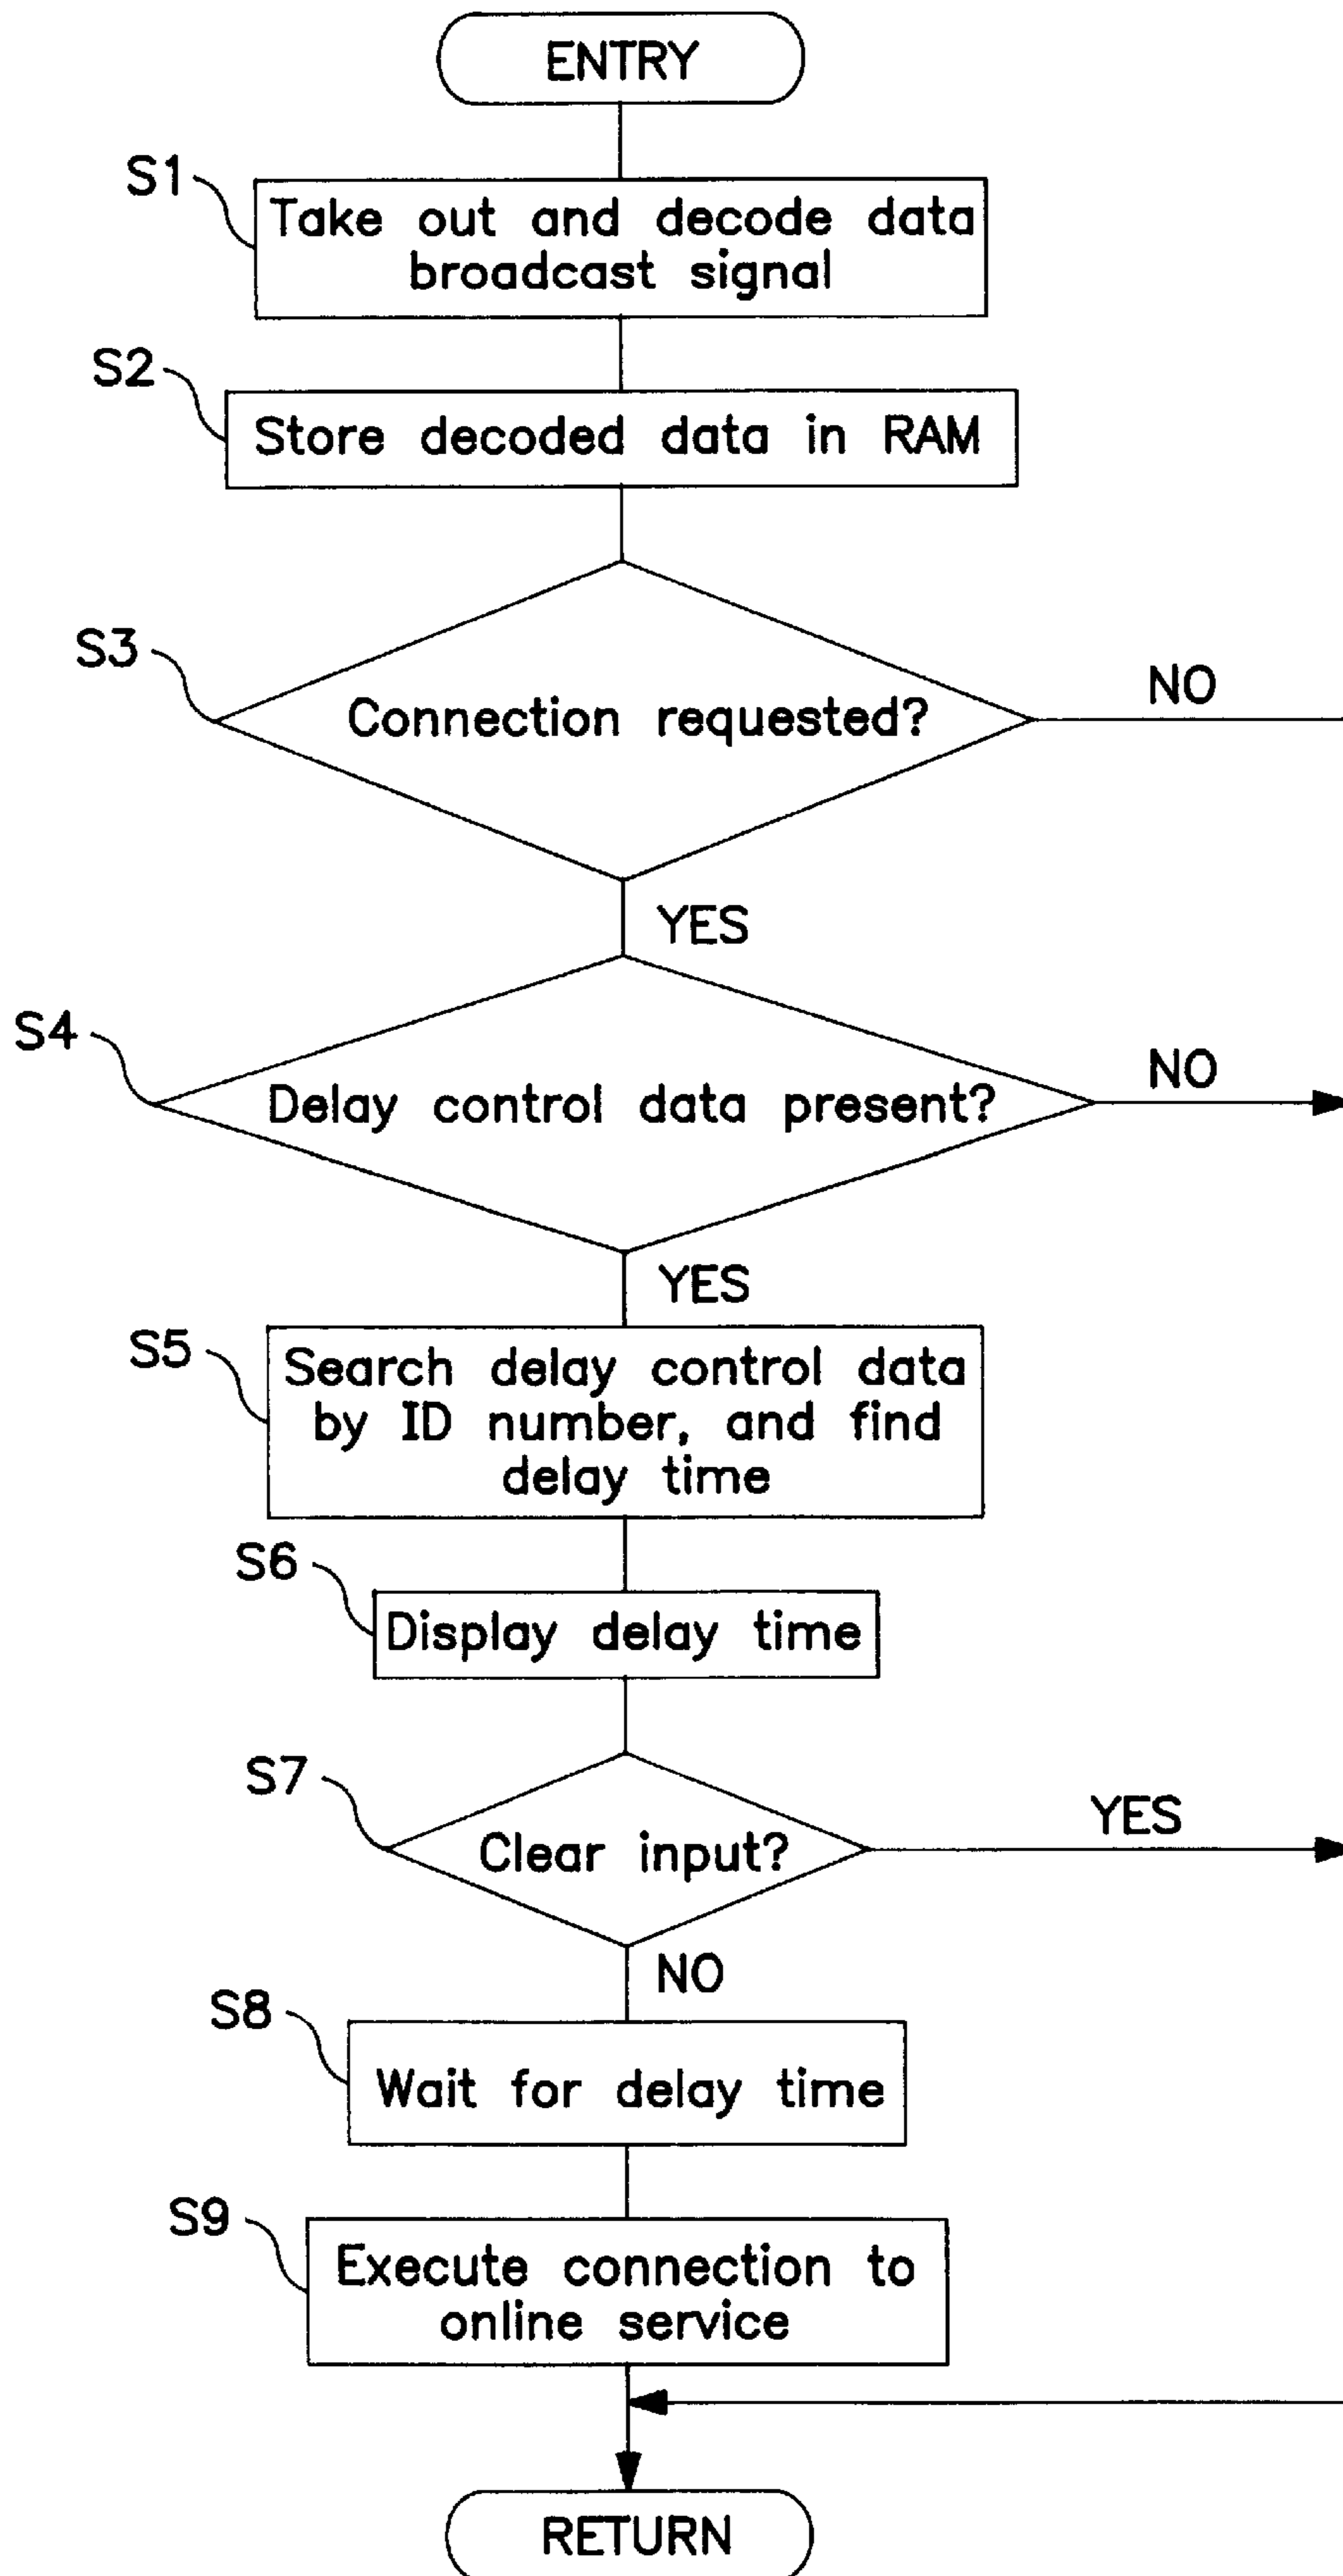 ENTRY
S1
Take out and decode data
broadcast signal
S2
Store decoded data in RAM
S3
Connection requested?
NO
YES
S4
Delay control data present?
NO
YES
S5
Search delay control data
by ID number, and find
delay time
S6
Display delay time
S7
Clear input?
YES
NO
S8
Wait for delay time
S9
Execute connection to
online service
RETURN